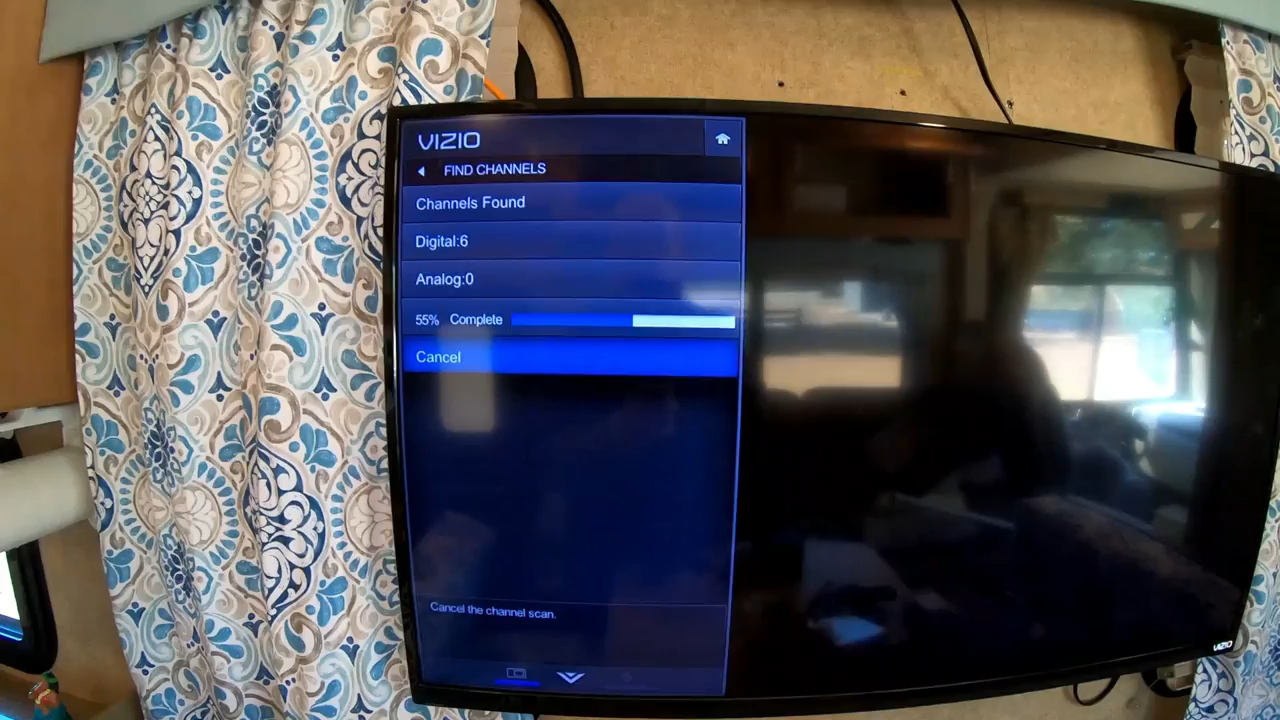 VIZIO
FIND CHANNELS
Channels Found
Digital:6
Analog:0
55% Complete
Cancel
Cancel the channel scan.
VIZIO